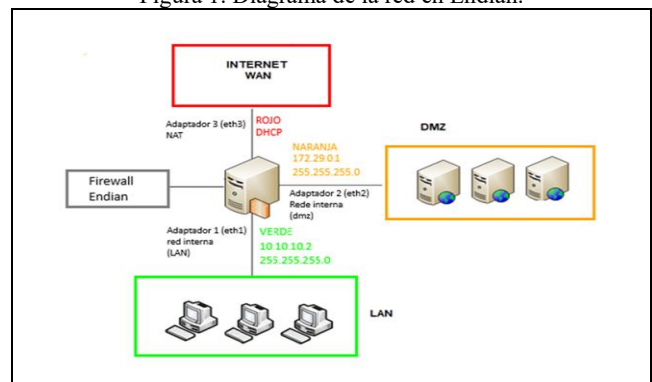 Figura 1. Diagrama de la red en Endian.
INTERNET
WAN
Adaptador 3 (eth3)
NAT
ROJO
DHCP
DMZ
NARANJA
172.29.0.1
255.255.255.0
Firewall
Endian
Adaptador 2 (eth2)
Rede interna
(dmz)
Adaptador 1 (eth1)
red interna
(LAN)
VERDE
10.10.10.2
255.255.255.0
LAN